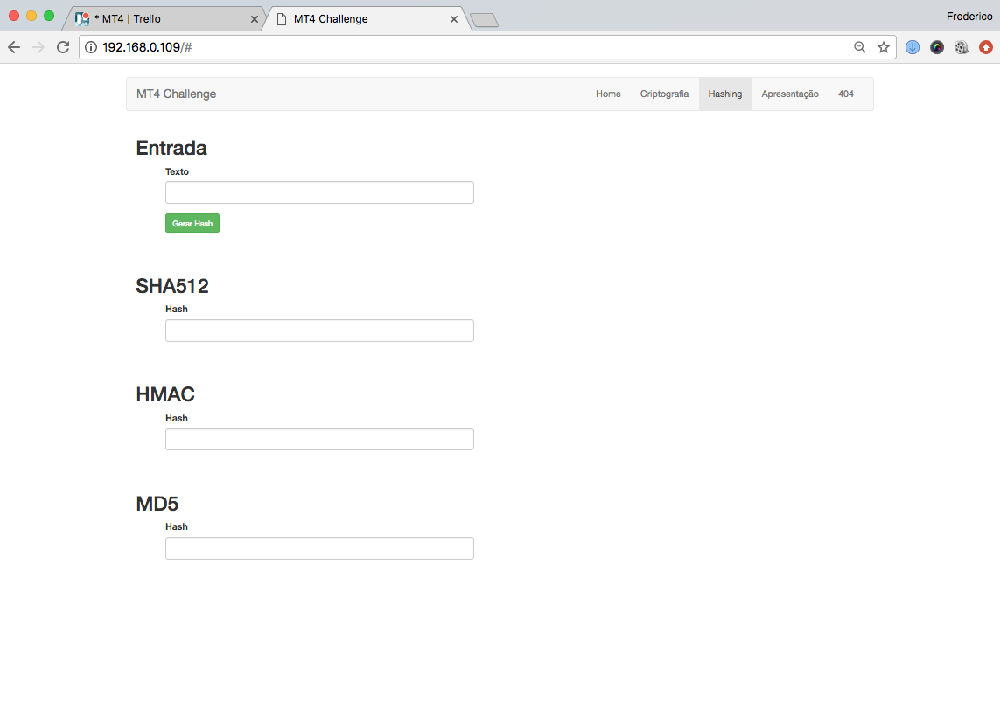 * MT4 | Trello
MT4 Challenge
Frederico
192.168.0.109/#
MT4 Challenge
Home
Criptografia
Hashing
Apresentação
404
Entrada
Texto
Gerar Hash
SHA512
Hash
HMAC
Hash
MD5
Hash